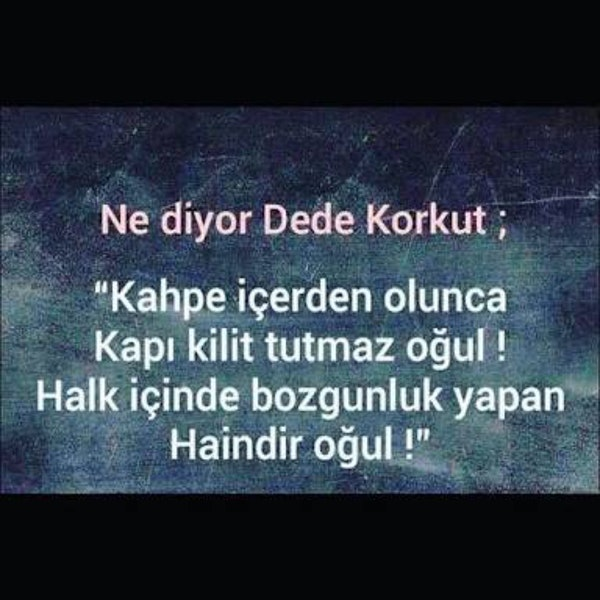 Ne diyor Dede Korkut ;
“Kahpe içerden olunca
Kapı kilit tutmaz oğul !
Halk içinde bozgunluk yapan
Haindir oğul !”